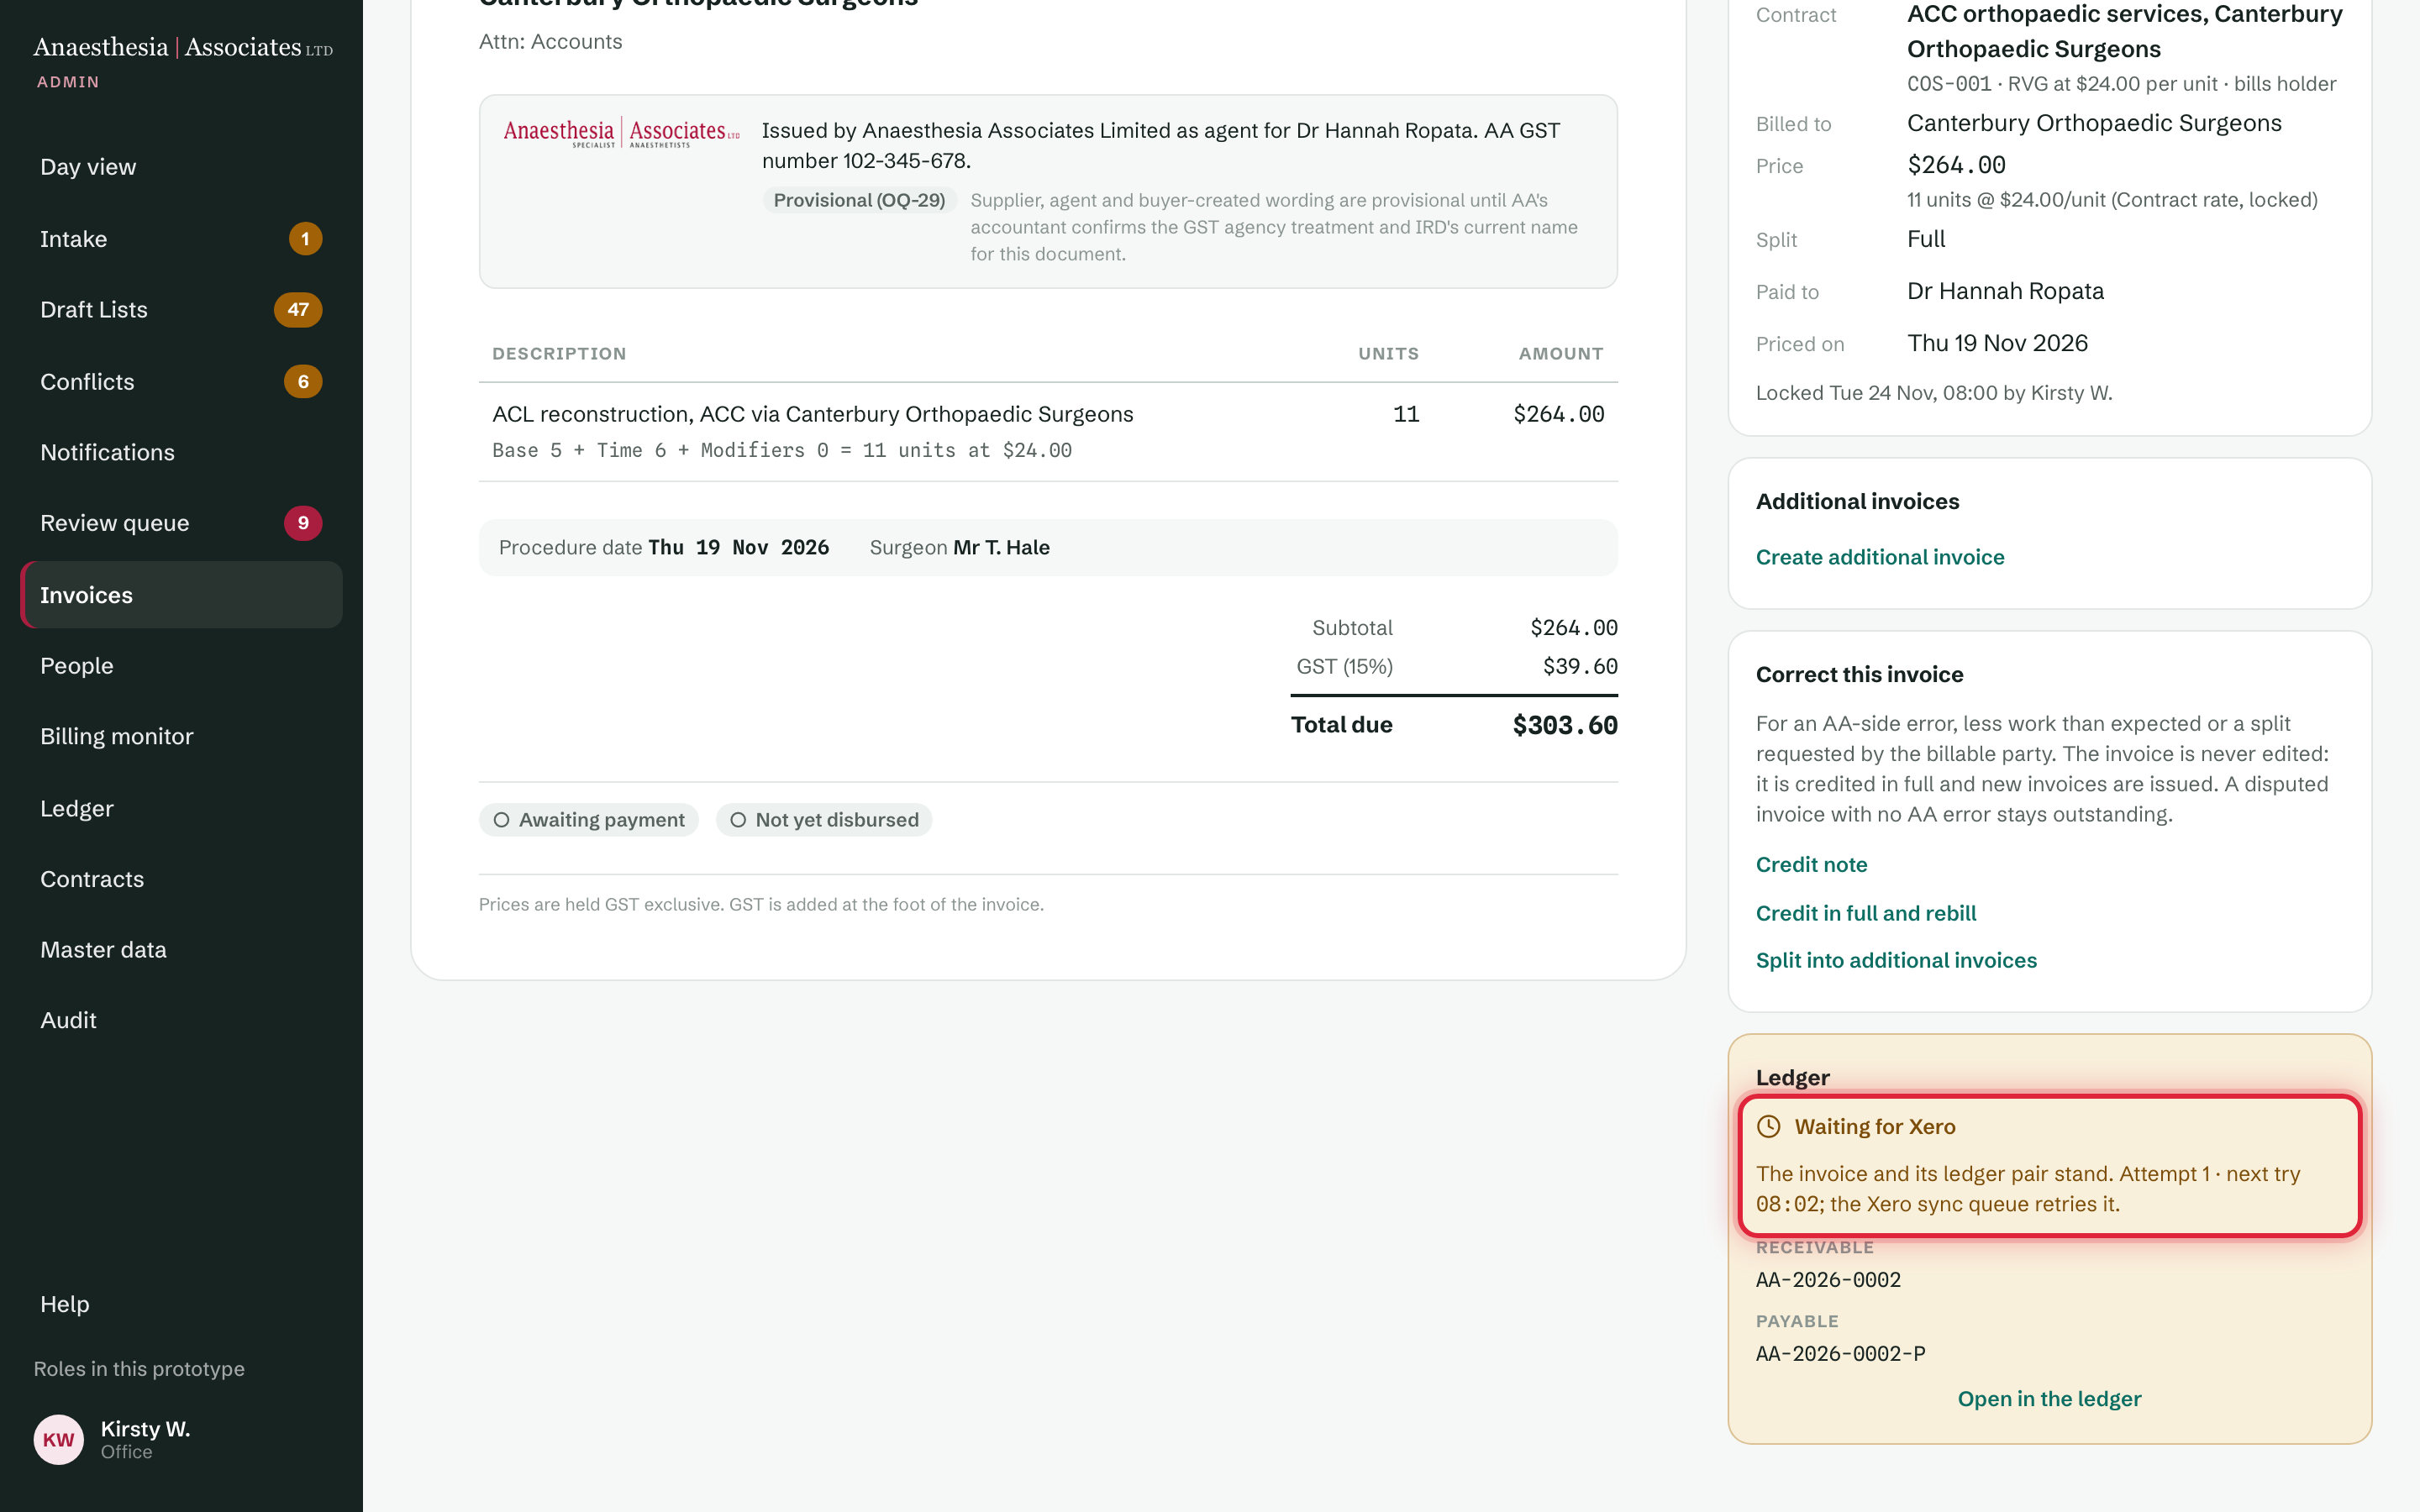 Anaesthesia | Associates LTD
ADMIN
Day view
Intake 1
Draft Lists 47
Conflicts 6
Notifications
Review queue 9
Invoices
People
Billing monitor
Ledger
Contracts
Master data
Audit
Help
Roles in this prototype
KW
Kirsty W.
Office
Canterbury Orthopaedic Surgeons
Attn: Accounts
Anaesthesia | Associates LTD
SPECIALIST ANAESTHETISTS
Issued by Anaesthesia Associates Limited as agent for Dr Hannah Ropata. AA GST
number 102-345-678.
Provisional (OQ-29)
Supplier, agent and buyer-created wording are provisional until AA's
accountant confirms the GST agency treatment and IRD's current name
for this document.
DESCRIPTION UNITS AMOUNT
ACL reconstruction, ACC via Canterbury Orthopaedic Surgeons 11 $264.00
Base 5 + Time 6 + Modifiers 0 = 11 units at $24.00
Procedure date Thu 19 Nov 2026 Surgeon Mr T. Hale
Subtotal $264.00
GST (15%) $39.60
Total due $303.60
Awaiting payment Not yet disbursed
Prices are held GST exclusive. GST is added at the foot of the invoice.
Contract ACC orthopaedic services, Canterbury
Orthopaedic Surgeons
COS-001 · RVG at $24.00 per unit · bills holder
Billed to Canterbury Orthopaedic Surgeons
Price $264.00
11 units @ $24.00/unit (Contract rate, locked)
Split Full
Paid to Dr Hannah Ropata
Priced on Thu 19 Nov 2026
Locked Tue 24 Nov, 08:00 by Kirsty W.
Additional invoices
Create additional invoice
Correct this invoice
For an AA-side error, less work than expected or a split
requested by the billable party. The invoice is never edited:
it is credited in full and new invoices are issued. A disputed
invoice with no AA error stays outstanding.
Credit note
Credit in full and rebill
Split into additional invoices
Ledger
Waiting for Xero
The invoice and its ledger pair stand. Attempt 1 · next try
08:02; the Xero sync queue retries it.
RECEIVABLE
AA-2026-0002
PAYABLE
AA-2026-0002-P
Open in the ledger